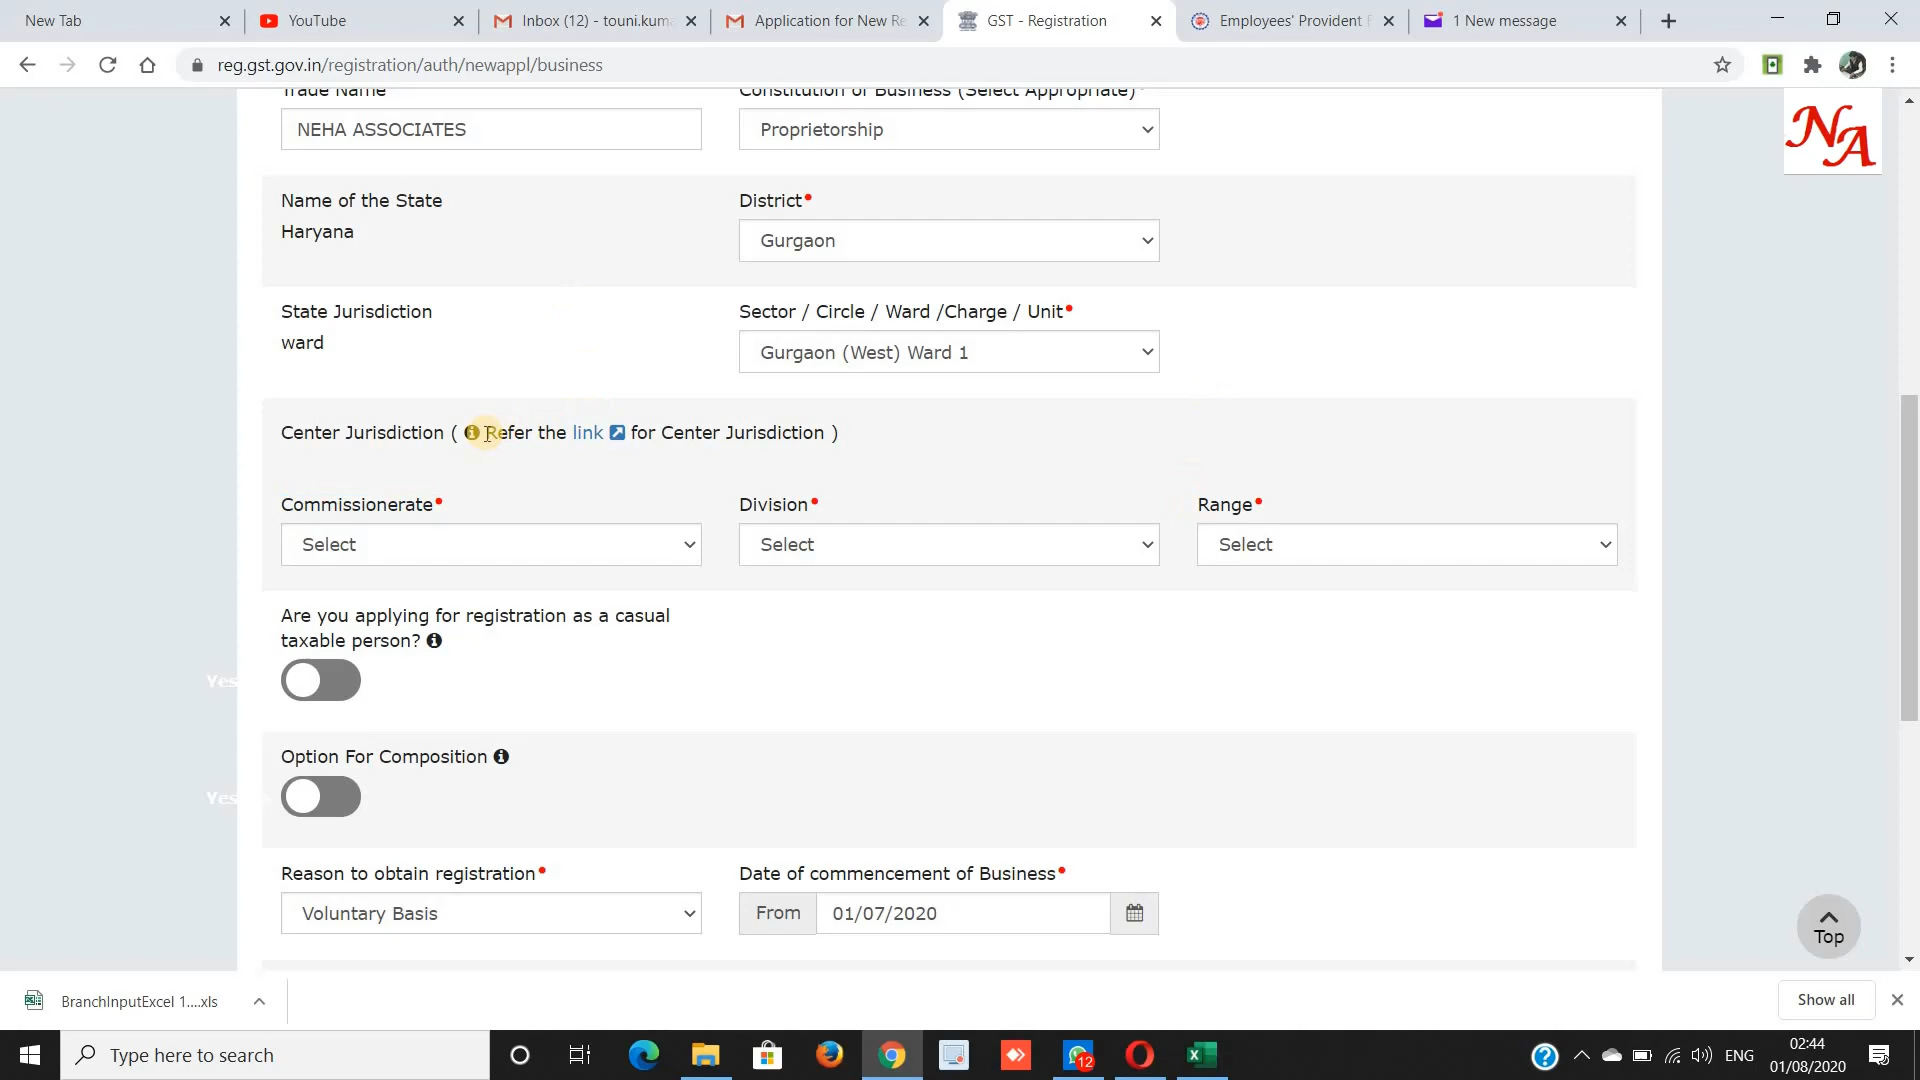 New Tab
YouTube
Inbox (12) - touni.kuma
Application for New Re
GST - Registration
Employees' Provident F
1 New message
reg.gst.gov.in/registration/auth/newappl/business
Trade Name
Constitution of Business (Select Appropriate)
NEHA ASSOCIATES
Proprietorship
NA
Name of the State
District
Haryana
Gurgaon
State Jurisdiction
Sector / Circle / Ward /Charge / Unit
ward
Gurgaon (West) Ward 1
Center Jurisdiction ( Refer the link for Center Jurisdiction )
Commissionerate
Division
Range
Select
Select
Select
Are you applying for registration as a casual
taxable person?
Yes
Option For Composition
Yes
Reason to obtain registration
Date of commencement of Business
Voluntary Basis
From
01/07/2020
Top
BranchInputExcel 1....xls
Show all
Type here to search
12
ENG
02:44
01/08/2020